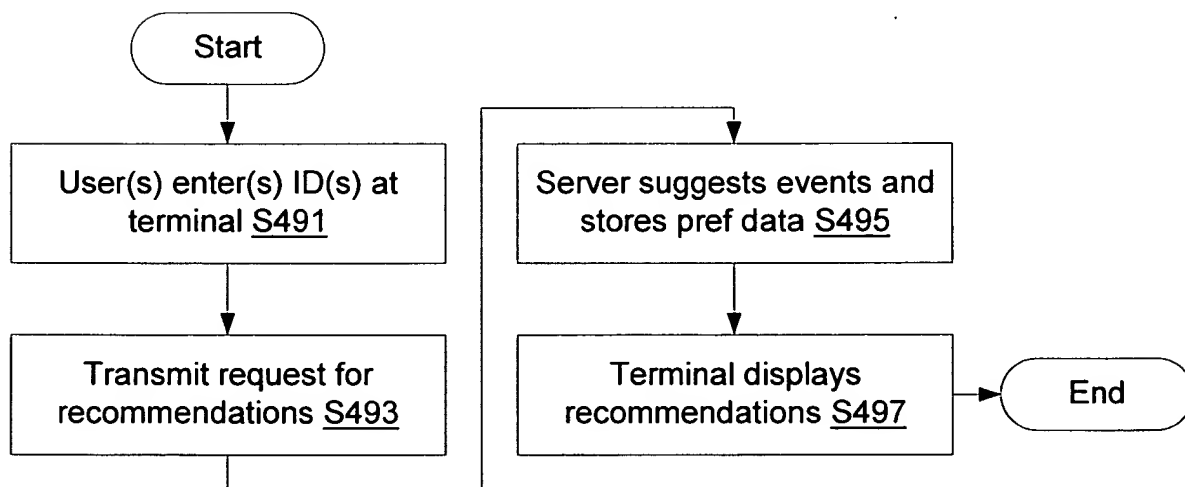 Start
User(s) enter(s) ID(s) at
terminal S491
Transmit request for
recommendations S493
Server suggests events and
stores pref data S495
Terminal displays
recommendations S497
End